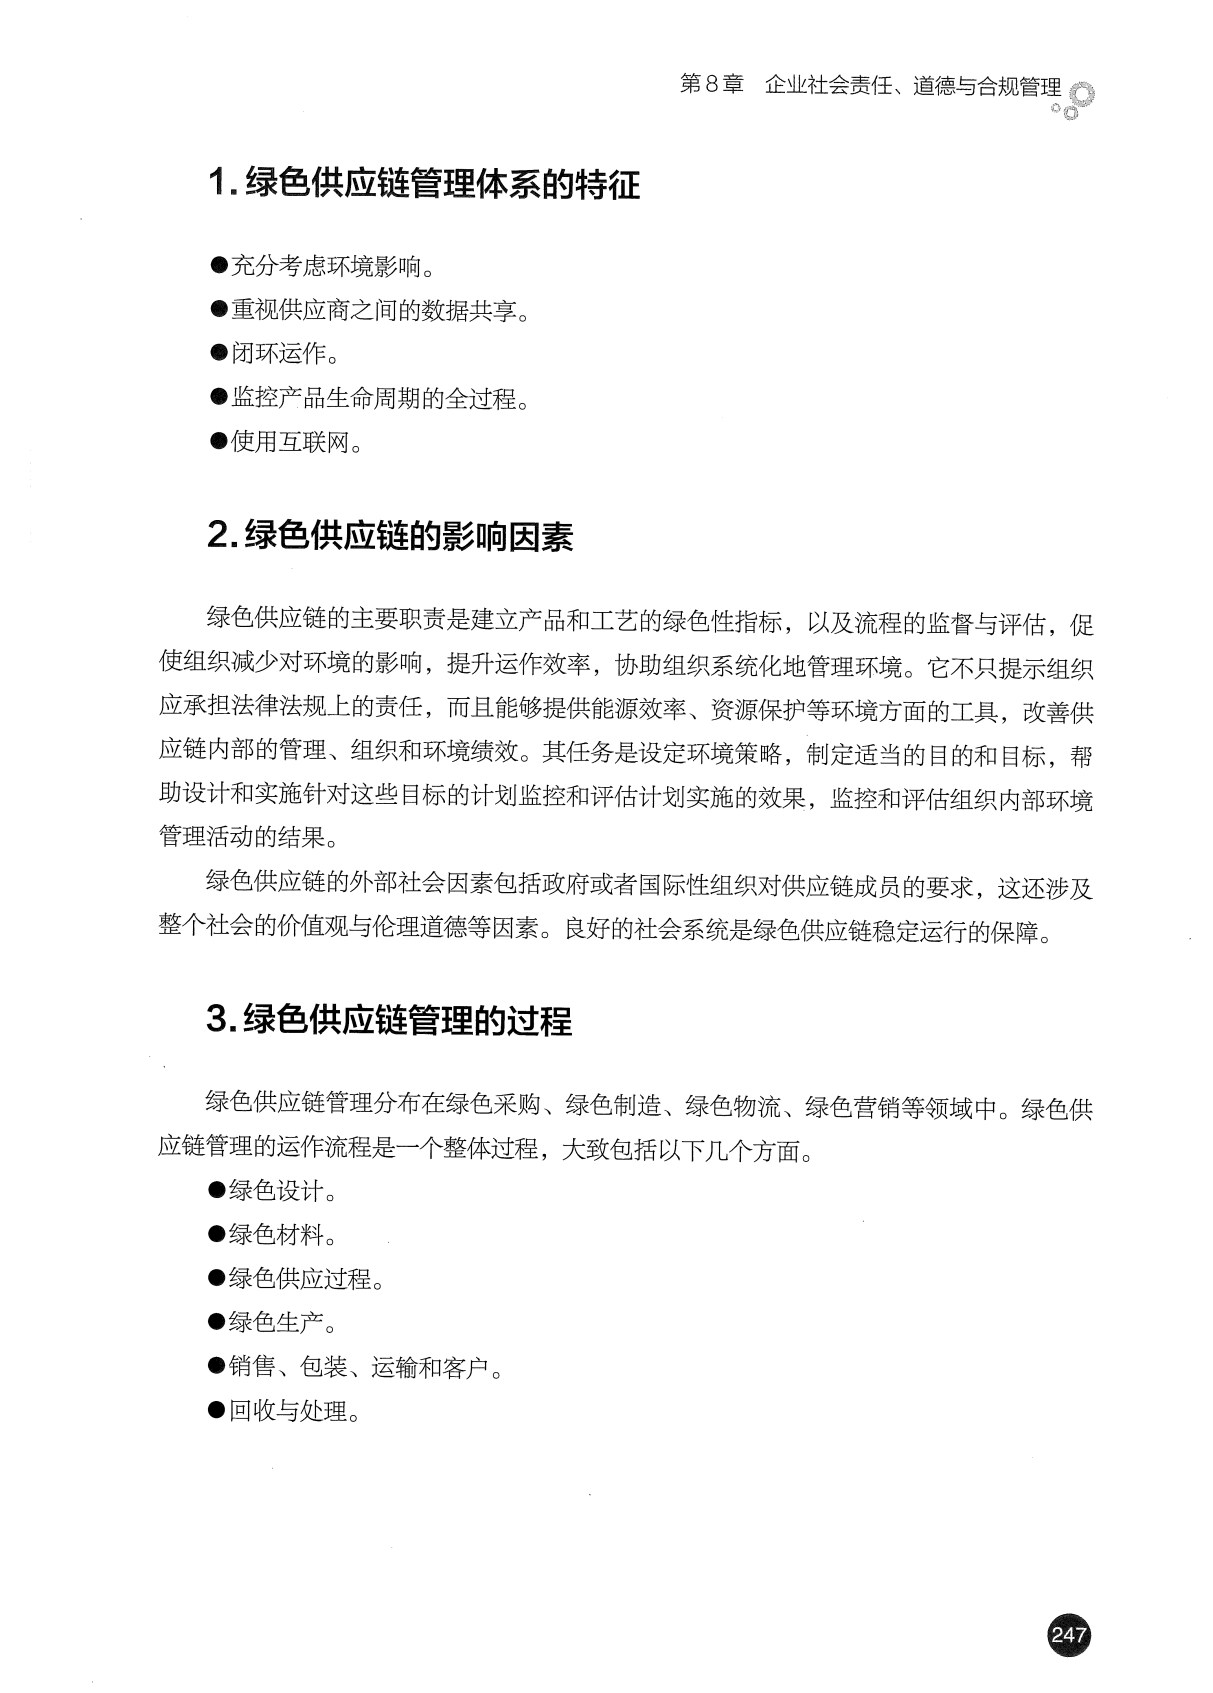 第8章 企业社会责任、道德与合规管理
1.绿色供应链管理体系的特征
●充分考虑环境影响。
●重视供应商之间的数据共享。
●闭环运作。
●监控产品生命周期的全过程。
●使用互联网。
2.绿色供应链的影响因素
绿色供应链的主要职责是建立产品和工艺的绿色性指标，以及流程的监督与评估，促
使组织减少对环境的影响，提升运作效率，协助组织系统化地管理环境。它不只提示组织
应承担法律法规上的责任，而且能够提供能源效率、资源保护等环境方面的工具，改善供
应链内部的管理、组织和环境绩效。其任务是设定环境策略，制定适当的目的和目标，帮
助设计和实施针对这些目标的计划监控和评估计划实施的效果，监控和评估组织内部环境
管理活动的结果。
绿色供应链的外部社会因素包括政府或者国际性组织对供应链成员的要求，这还涉及
整个社会的价值观与伦理道德等因素。良好的社会系统是绿色供应链稳定运行的保障。
3.绿色供应链管理的过程
绿色供应链管理分布在绿色采购、绿色制造、绿色物流、绿色营销等领域中。绿色供
应链管理的运作流程是一个整体过程，大致包括以下几个方面。
●绿色设计。
●绿色材料。
●绿色供应过程。
●绿色生产。
●销售、包装、运输和客户。
●回收与处理。
247